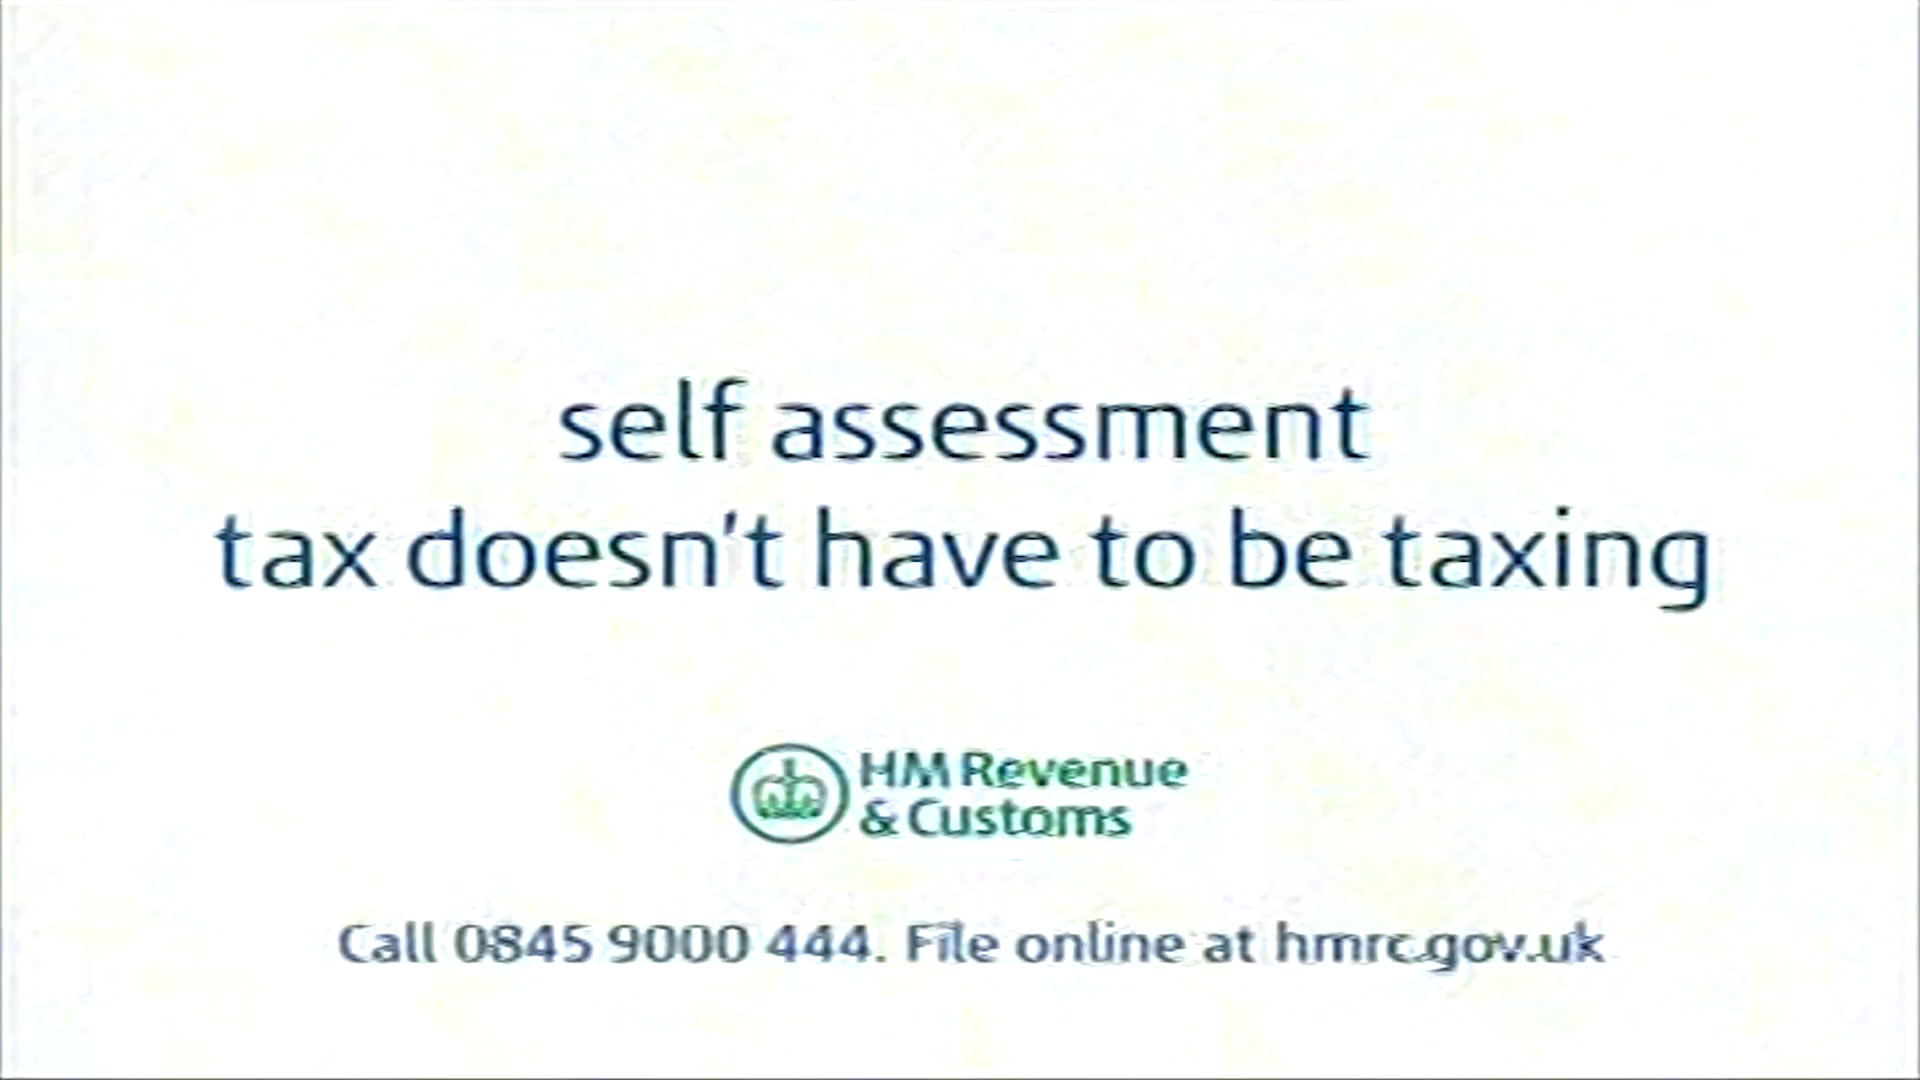 self assessment
tax doesn't have to be taxing
HM Revenue
& Customs
Call 0845 9000 444. File online at hmrc.gov.uk